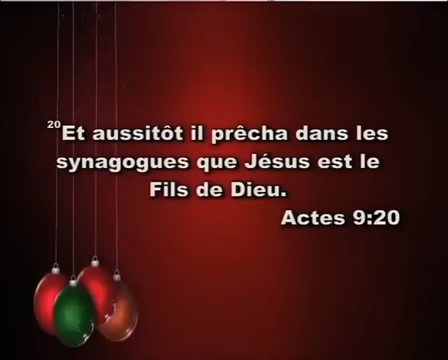 20Et aussitôt il prêcha dans les
synagogues que Jésus est le
Fils de Dieu.
Actes 9:20